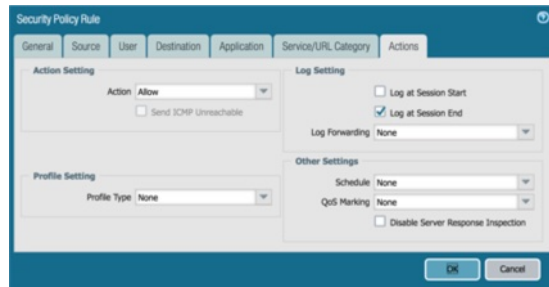 Security Policy Rule
General Source User Destination Application Service/URL Category Actions
Action Setting
Action Allow
Send ICMP Unreachable
Profile Setting
Profile Type None
Log Setting
Log at Session Start
Log at Session End
Log Forwarding None
Other Settings
Schedule None
QoS Marking None
Disable Server Response Inspection
OK Cancel